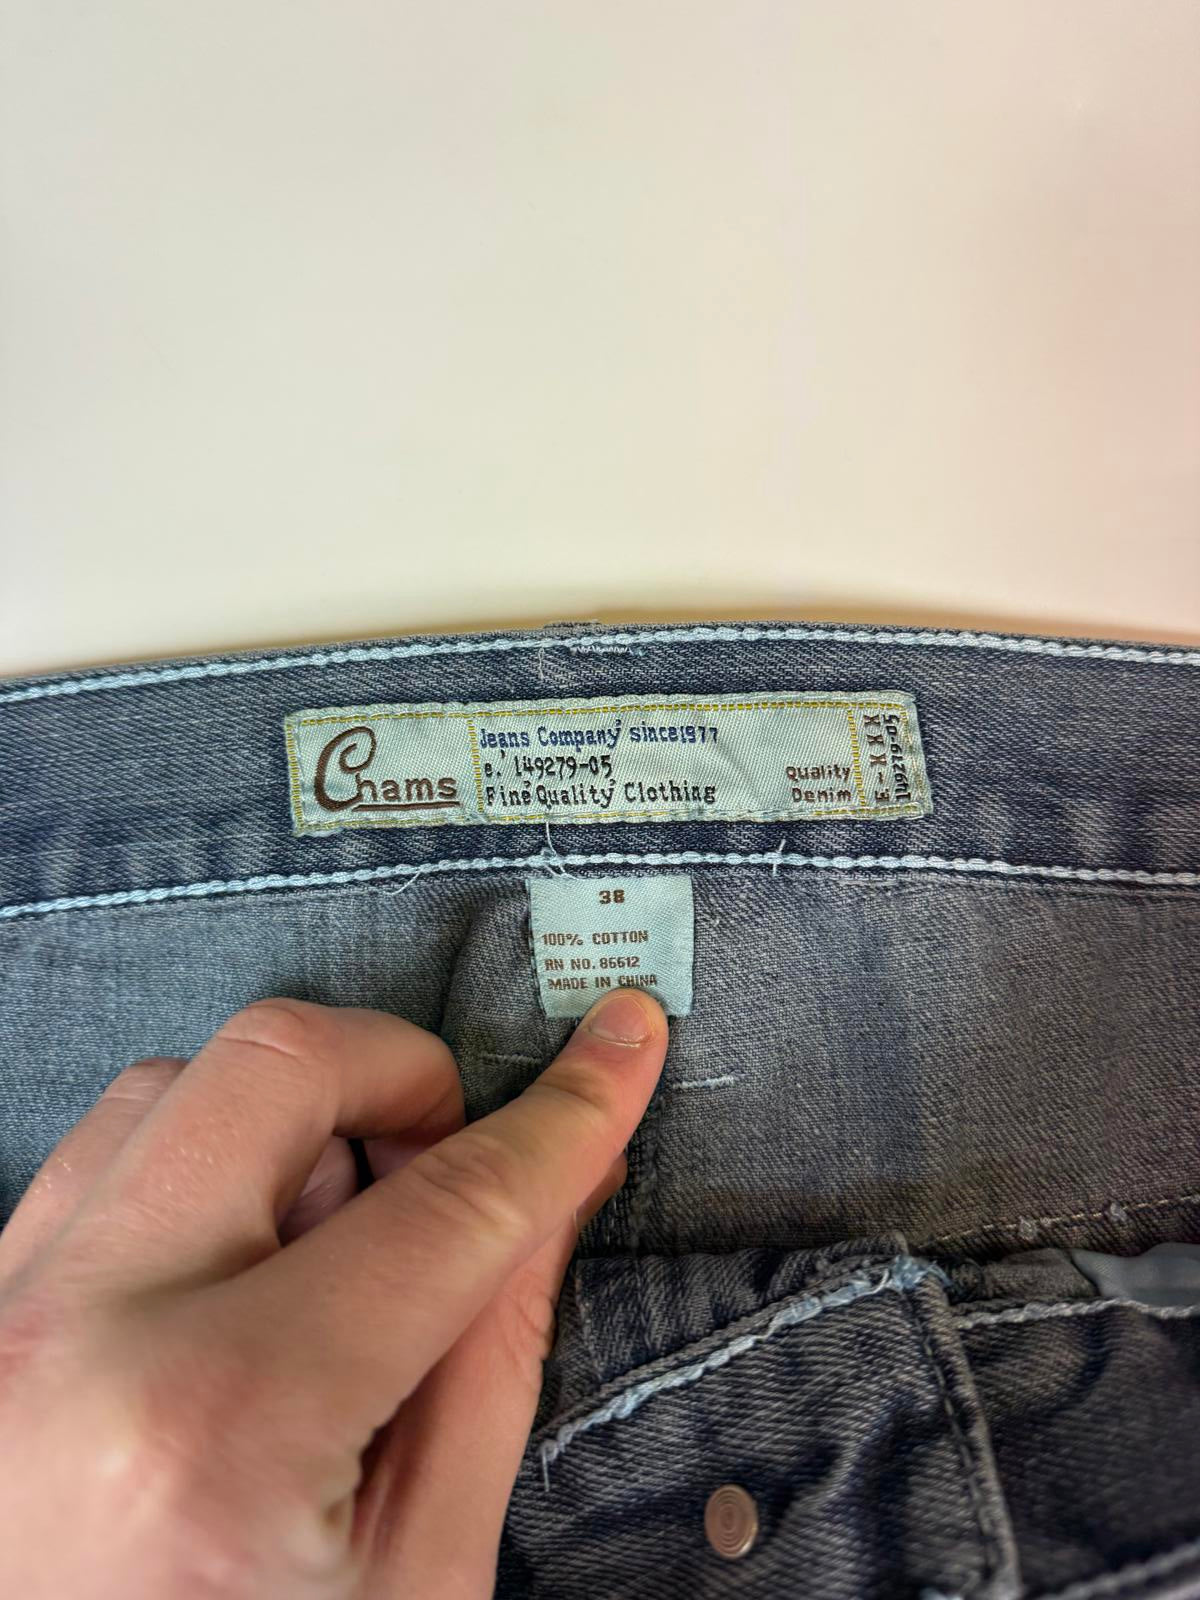 Chams
Jeans Company since1977
e. 149279-05
Fine Quality Clothing
Quality
Denim
E-XXX
149279-05
38
100% COTTON
RN NO.86612
MADE IN CHINA